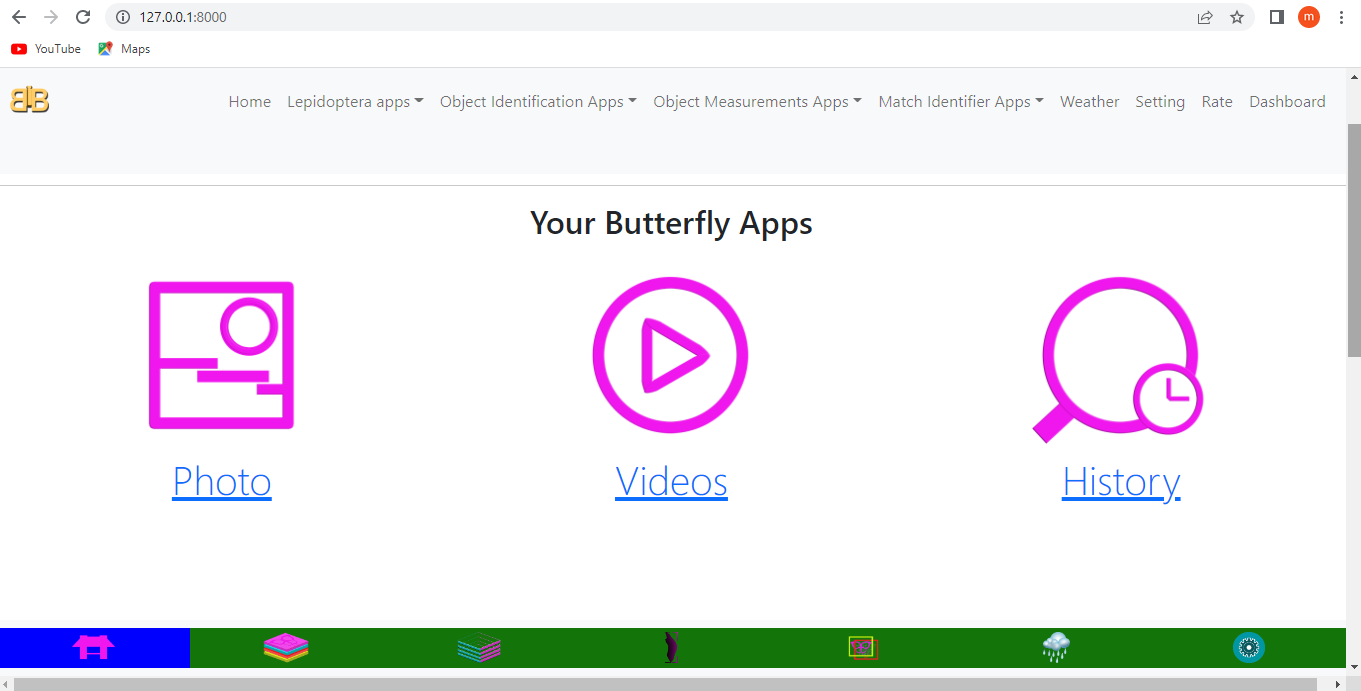 127.0.0.1:8000
m
YouTube Maps
BB
Home Lepidoptera apps Object Identification Apps Object Measurements Apps Match Identifier Apps Weather Setting Rate Dashboard
Your Butterfly Apps
Photo Videos History